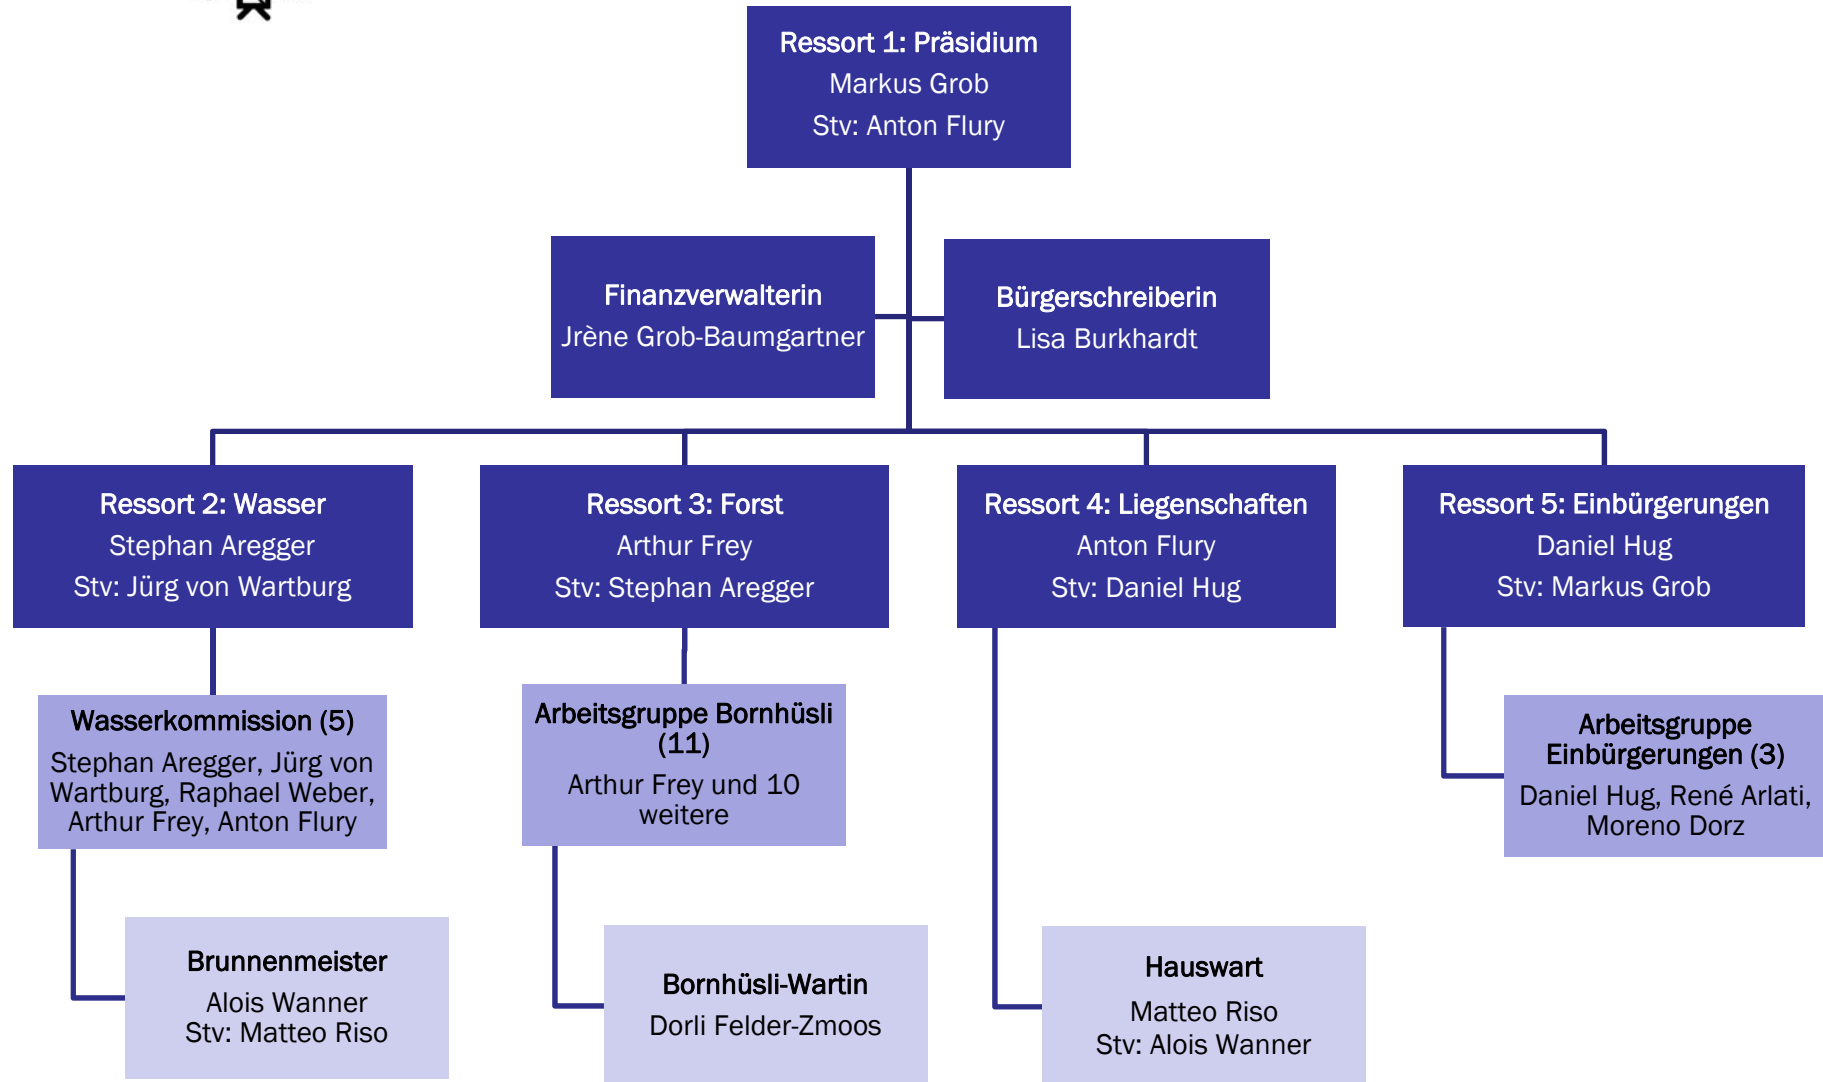 Ressort 1: Präsidium
Markus Grob
Stv: Anton Flury
Finanzverwalterin
Jrène Grob-Baumgartner
Bürgerschreiberin
Lisa Burkhardt
Ressort 2: Wasser
Stephan Aregger
Stv: Jürg von Wartburg
Ressort 3: Forst
Arthur Frey
Stv: Stephan Aregger
Ressort 4: Liegenschaften
Anton Flury
Stv: Daniel Hug
Ressort 5: Einbürgerungen
Daniel Hug
Stv: Markus Grob
Wasserkommission (5)
Stephan Aregger, Jürg von
Wartburg, Raphael Weber,
Arthur Frey, Anton Flury
Arbeitsgruppe Bornhüsli
(11)
Arthur Frey und 10
weitere
Arbeitsgruppe
Einbürgerungen (3)
Daniel Hug, René Arlati,
Moreno Dorz
Brunnenmeister
Alois Wanner
Stv: Matteo Riso
Bornhüsli-Wartin
Dorli Felder-Zmoos
Hauswart
Matteo Riso
Stv: Alois Wanner